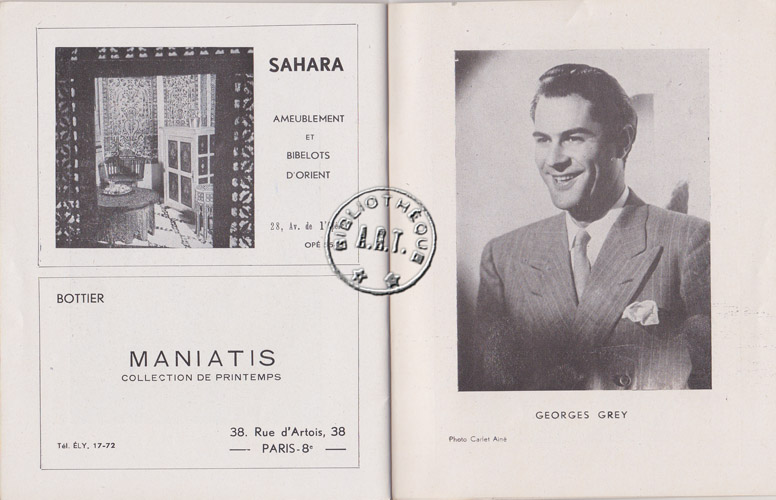 SAHARA
AMEUBLEMENT
ET
BIBELOTS
D'ORIENT
28, Av. de
OPÉ
BIBLIOTHÈQUE
A.R.T.
BOTTIER
MANIATIS
COLLECTION DE PRINTEMPS
38. Rue d'Artois, 38
Tél. ÉLY, 17-72
— PARIS-8e —
GEORGES GREY
Photo Carlet Ainé